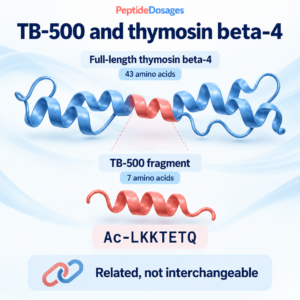 PeptideDosages
TB-500 and thymosin beta-4
Full-length thymosin beta-4
43 amino acids
TB-500 fragment
7 amino acids
Ac-LKKTETQ
Related, not interchangeable